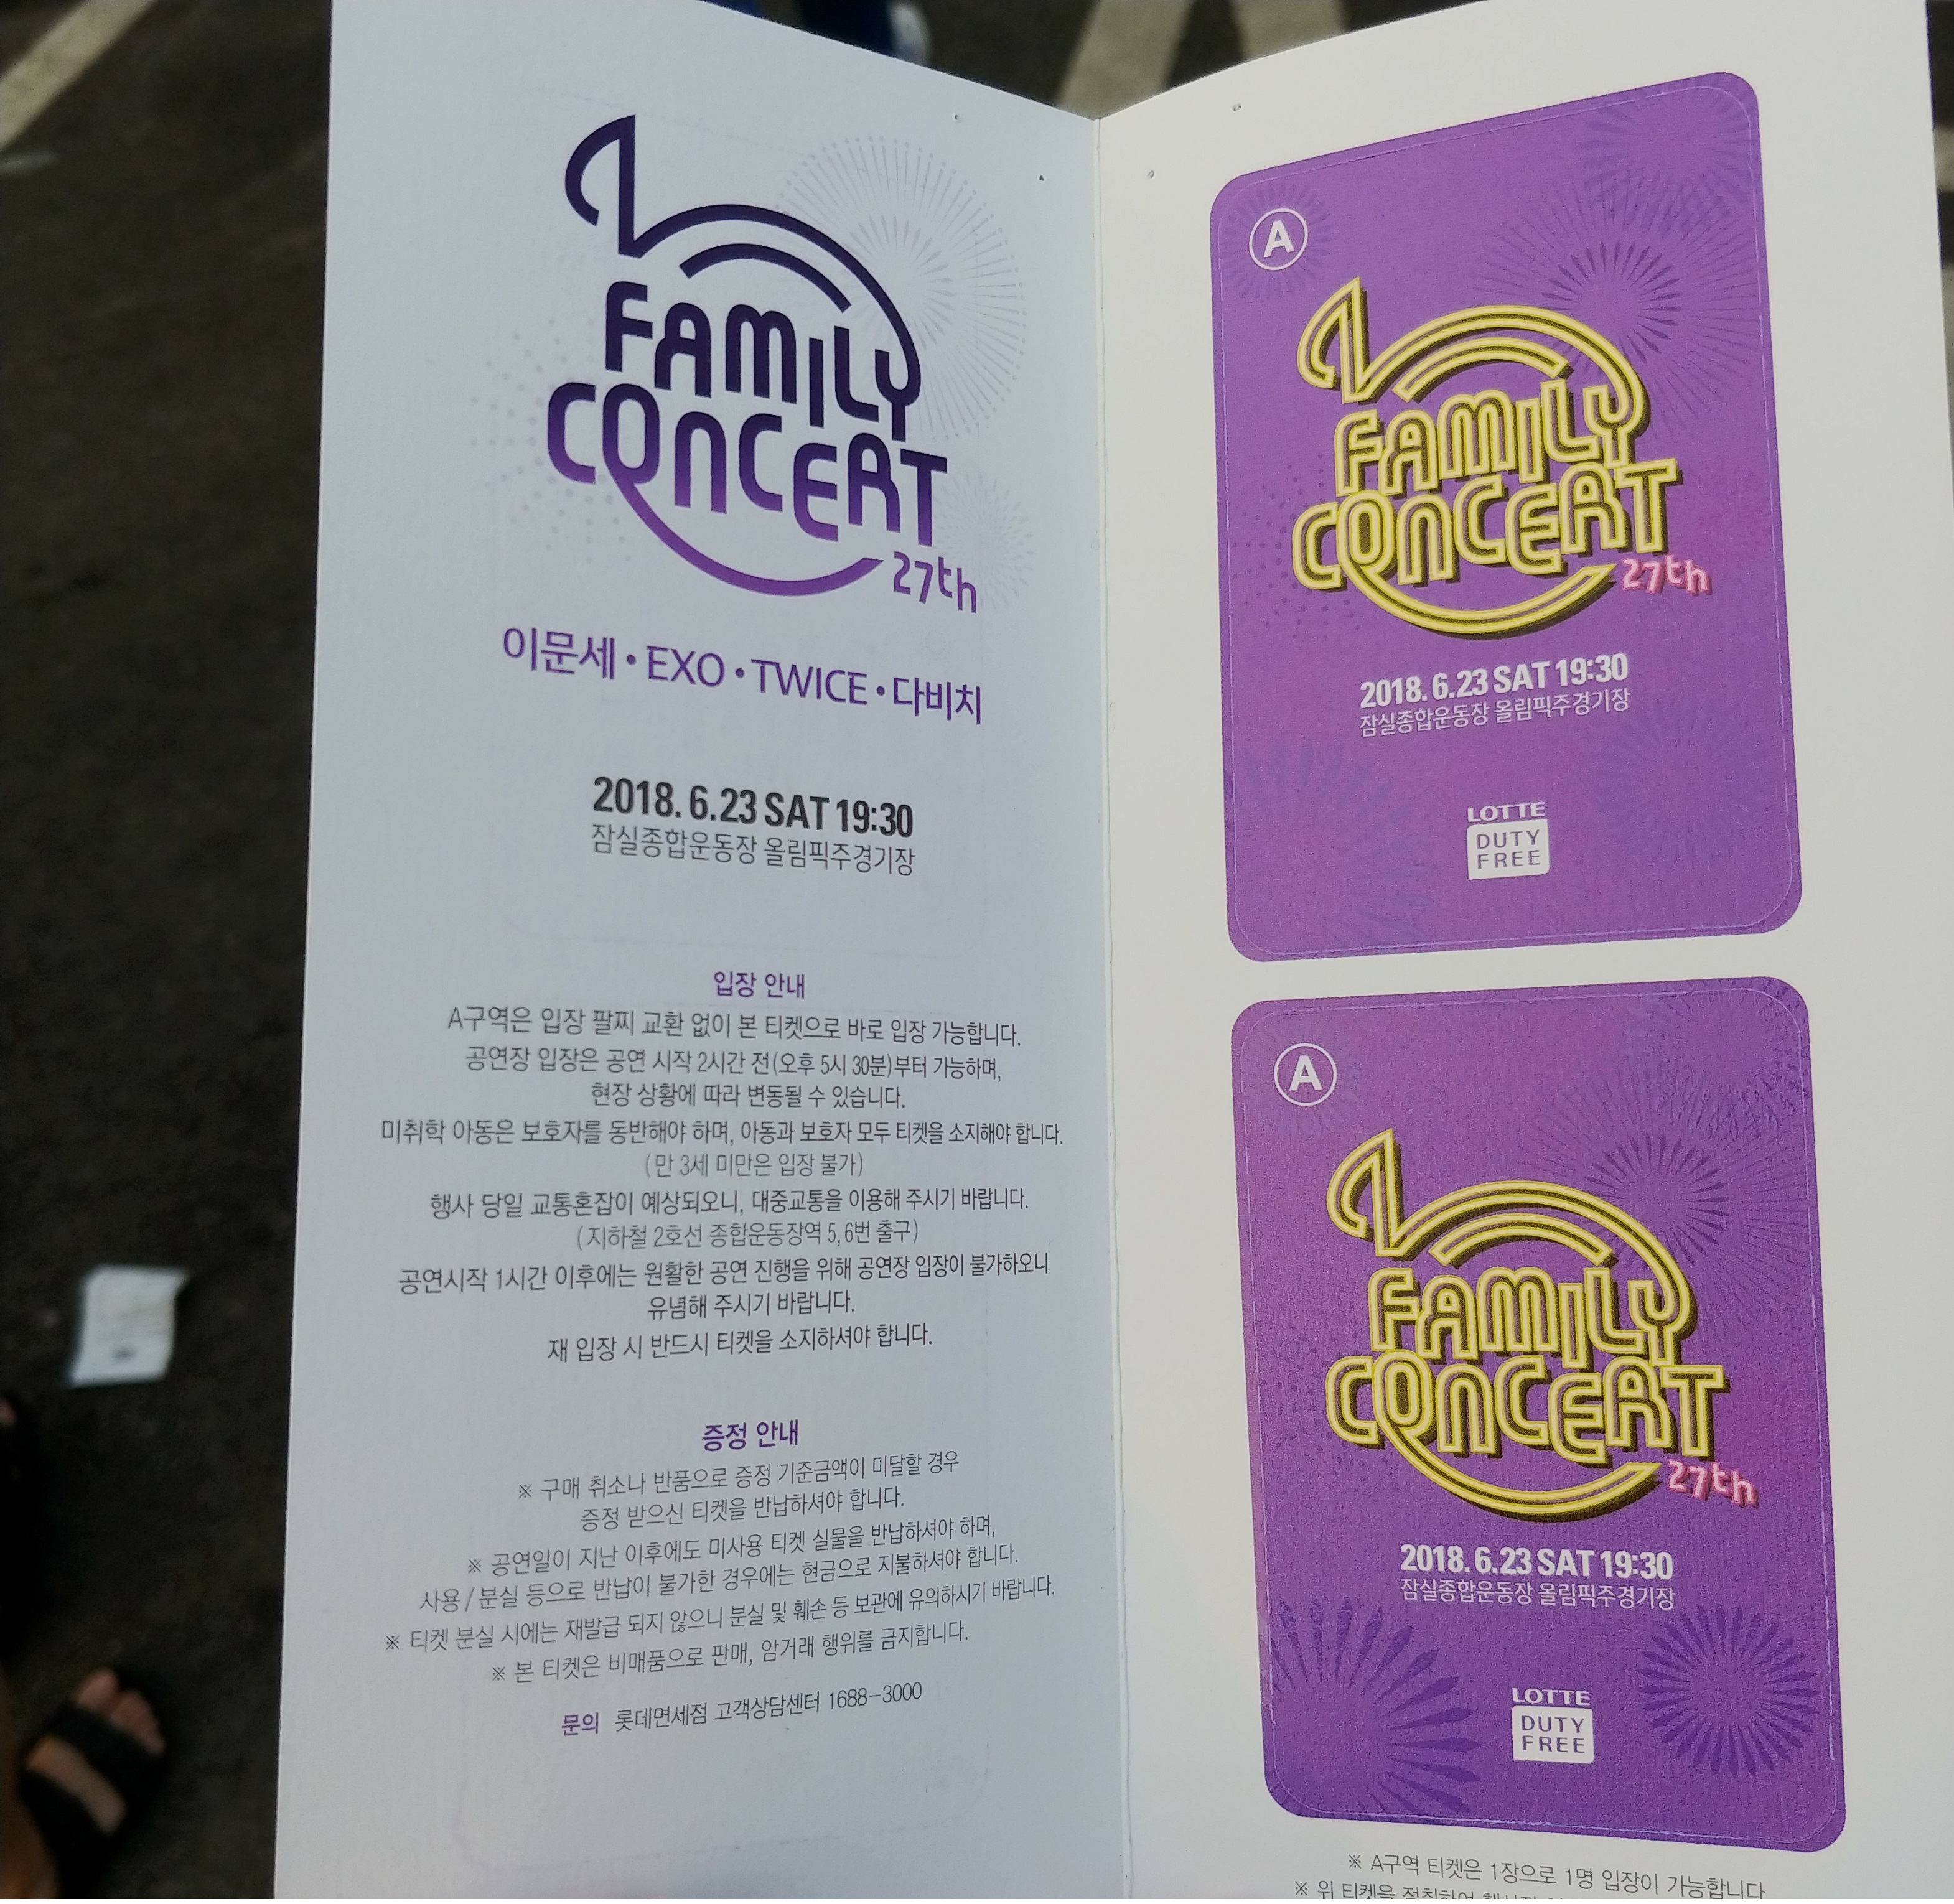 FAMILY
CONCERT
27th
이문세 • EXO • TWICE • 다비치
2018. 6.23 SAT 19:30
잠실종합운동장 올림픽주경기장
입장 안내
A구역은 입장 팔찌 교환 없이 본 티켓으로 바로 입장 가능합니다.
공연장 입장은 공연 시작 2시간 전(오후 5시 30분)부터 가능하며,
현장 상황에 따라 변동될 수 있습니다.
미취학 아동은 보호자를 동반해야 하며, 아동과 보호자 모두 티켓을 소지해야 합니다.
(만 3세 미만은 입장 불가)
행사 당일 교통혼잡이 예상되오니, 대중교통을 이용해 주시기 바랍니다.
(지하철 2호선 종합운동장역 5, 6번 출구)
공연시작 1시간 이후에는 원활한 공연 진행을 위해 공연장 입장이 불가하오니
유념해 주시기 바랍니다.
재 입장 시 반드시 티켓을 소지하셔야 합니다.
증정 안내
※ 구매 취소나 반품으로 증정 기준금액이 미달할 경우
증정 받으신 티켓을 반납하셔야 합니다.
※ 공연일이 지난 이후에도 미사용 티켓 실물을 반납하셔야 하며,
사용 / 분실 등으로 반납이 불가한 경우에는 현금으로 지불하셔야 합니다.
※ 티켓 분실 시에는 재발급 되지 않으니 분실 및 훼손 등 보관에 유의하시기 바랍니다.
※ 본 티켓은 비매품으로 판매, 암거래 행위를 금지합니다.
문의 롯데면세점 고객상담센터 1688-3000
A
FAMILY
CONCERT
27th
2018. 6.23 SAT 19:30
잠실종합운동장 올림픽주경기장
LOTTE
DUTY
FREE
A
FAMILY
CONCERT
27th
2018. 6.23 SAT 19:30
잠실종합운동장 올림픽주경기장
LOTTE
DUTY
FREE
※ A구역 티켓은 1장으로 1명 입장이 가능합니다
※ 위 티켓을